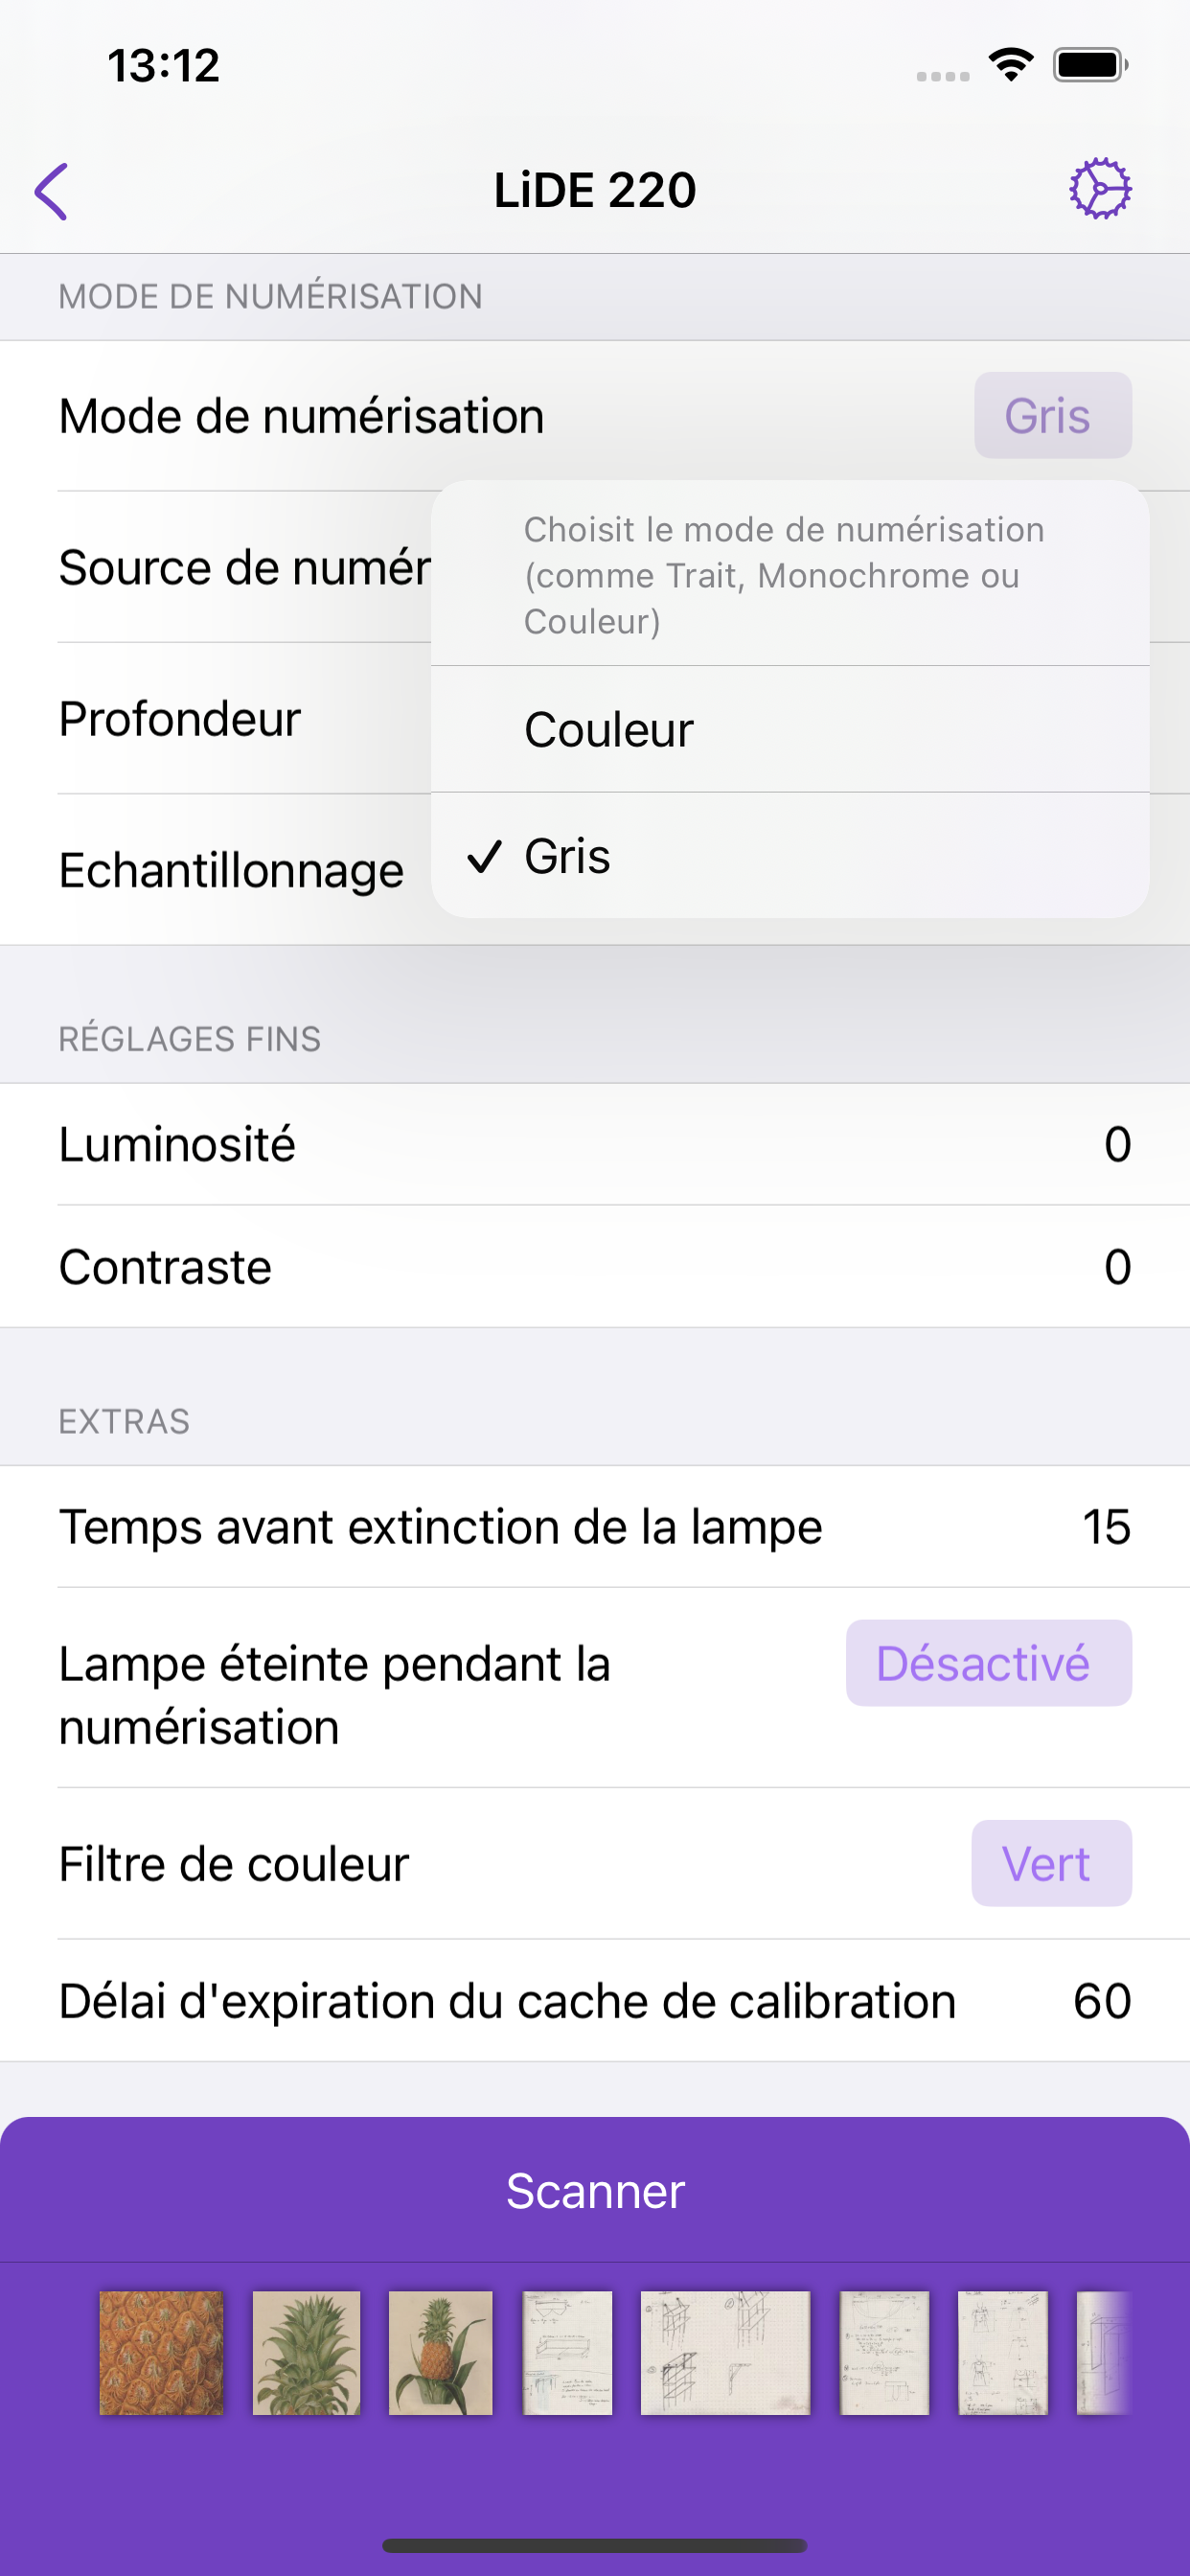 13:12
LiDE 220
MODE DE NUMÉRISATION
Mode de numérisation Gris
Source de
Choisit le mode de numérisation
(comme Trait, Monochrome ou
Couleur)
Profondeur
Couleur
Echantillonnage
Gris
RÉGLAGES FINS
Luminosité 0
Contraste 0
EXTRAS
Temps avant extinction de la lampe 15
Lampe éteinte pendant la
numérisation
Désactivé
Filtre de couleur Vert
Délai d'expiration du cache de calibration 60
Scanner